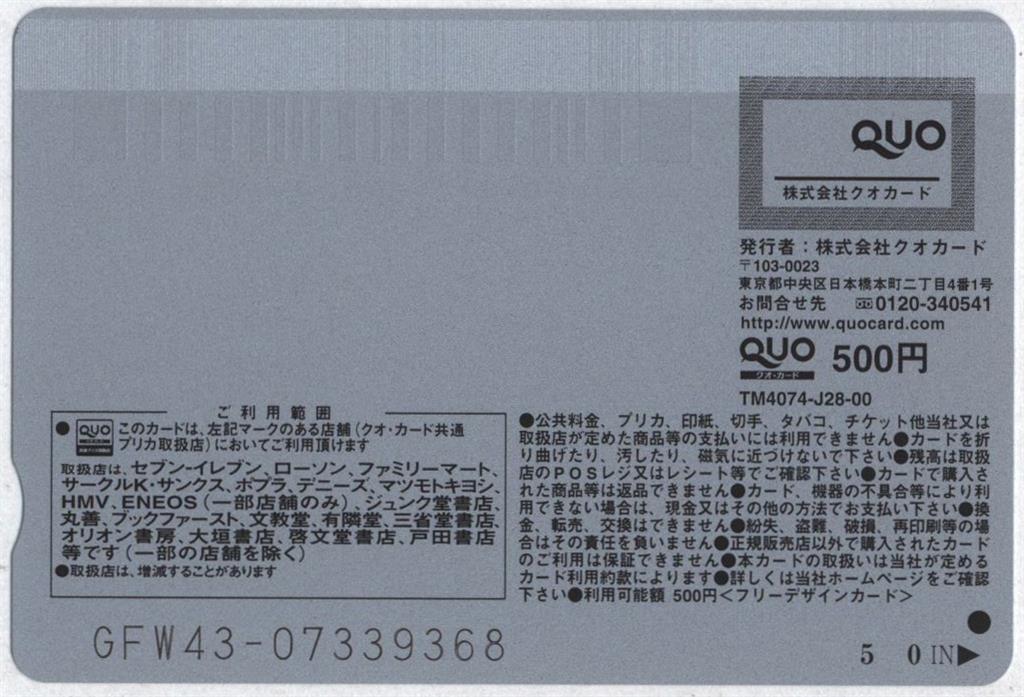 QUO
株式会社クオカード
発行者：株式会社クオカード
〒103-0023
東京都中央区日本橋本町二丁目4番1号
お問合せ先 0120-340541
http://www.quocard.com
QUO 500円
クオ・カード
TM4074-J28-00
ご利用範囲
●QUO このカードは、左記マークのある店舗（クオ・カード共通
プリカ取扱店）においてご利用頂けます
取扱店は、セブン-イレブン、ローソン、ファミリーマート、
サークルK・サンクス、ポプラ、デニーズ、マツモトキヨシ、
HMV、ENEOS（一部店舗のみ）、ジュンク堂書店、
丸善、ブックファースト、文教堂、有隣堂、三省堂書店、
オリオン書房、大垣書店、啓文堂書店、戸田書店
等です（一部の店舗を除く）
●取扱店は、増減することがあります
●公共料金、プリカ、印紙、切手、タバコ、チケット他当社又は
取扱店が定めた商品等の支払いには利用できません●カードを折
り曲げたり、汚したり、磁気に近づけないで下さい●残高は取扱
店のPOSレジ又はレシート等でご確認下さい●カードで購入さ
れた商品等は返品できません●カード、機器の不具合等により利
用できない場合は、現金又はその他の方法でお支払い下さい●換
金、転売、交換はできません●紛失、盗難、破損、再印刷等の場
合はその責任を負いません●正規販売店以外で購入されたカード
のご利用は保証できません●本カードの取扱いは当社が定める
カード利用約款によります●詳しくは当社ホームページをご確認
下さい●利用可能額 500円＜フリーデザインカード＞
GFW43-07339368
5 0 IN▶